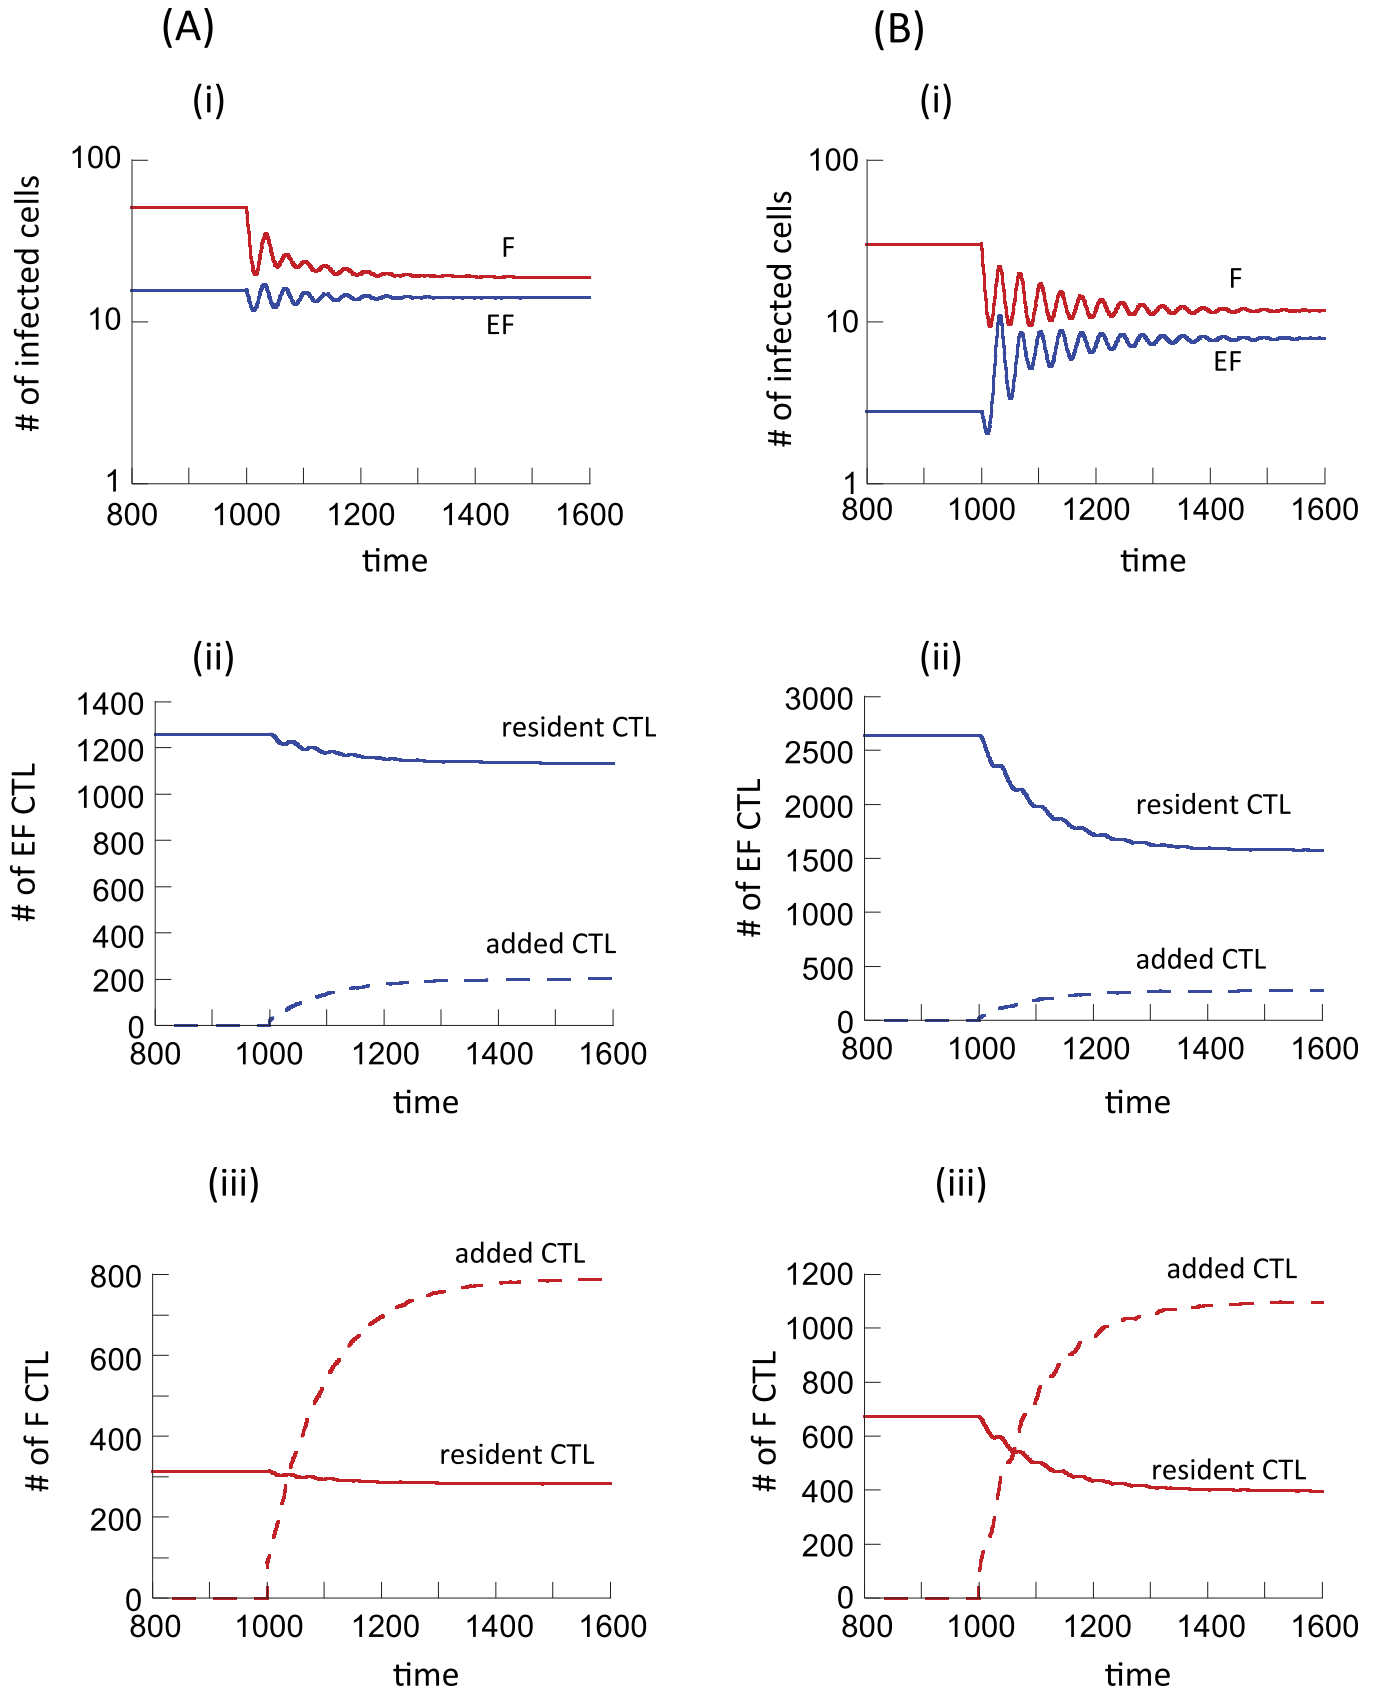 (A)
(i)
# of infected cells
100
10
1
F
EF
800 1000 1200 1400 1600
time
(ii)
# of EF CTL
1400
1200
1000
800
600
400
200
0
resident CTL
added CTL
800 1000 1200 1400 1600
time
(iii)
# of F CTL
800
600
400
200
0
added CTL
resident CTL
800 1000 1200 1400 1600
time
(B)
(i)
# of infected cells
100
10
1
F
EF
800 1000 1200 1400 1600
time
(ii)
# of EF CTL
3000
2500
2000
1500
1000
500
0
resident CTL
added CTL
800 1000 1200 1400 1600
time
(iii)
# of F CTL
1200
1000
800
600
400
200
0
added CTL
resident CTL
800 1000 1200 1400 1600
time